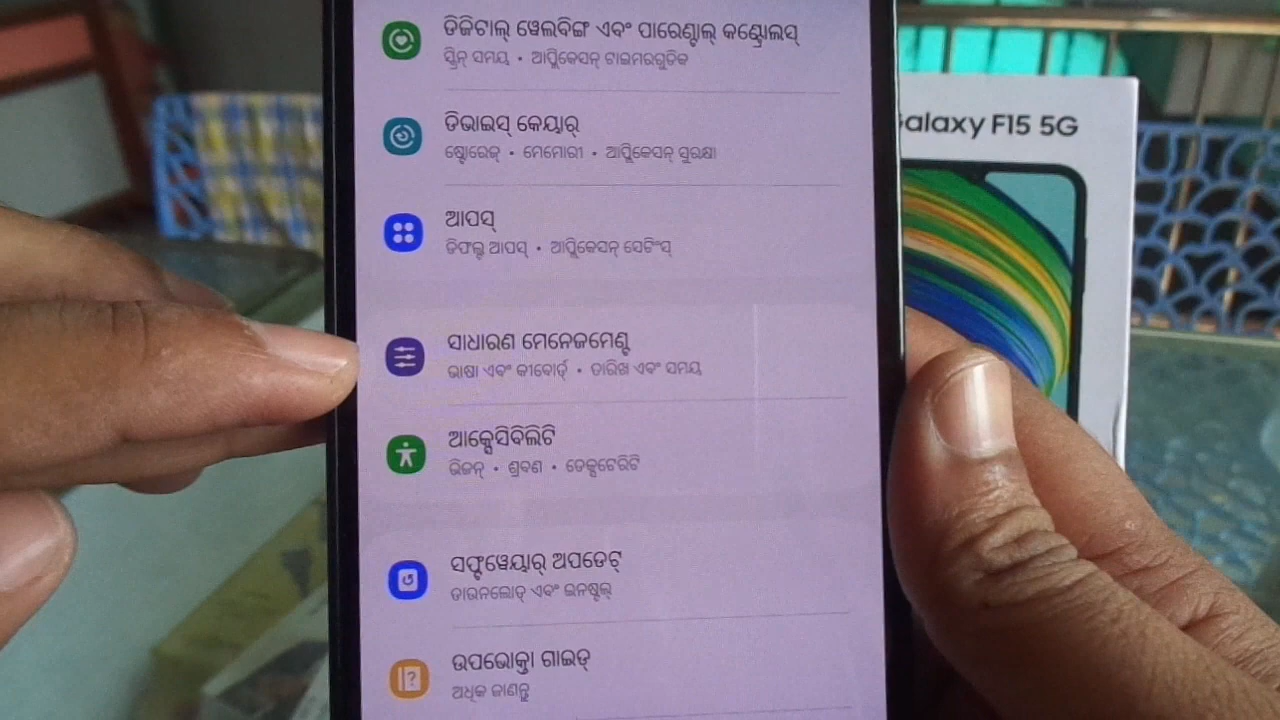 ଡିଜିଟାଲ୍ ୱେଲବିଙ୍ଗ ଏବଂ ପାରେଣ୍ଟାଲ୍ କଣ୍ଟ୍ରୋଲସ୍
ସ୍କ୍ରିନ୍ ସମୟ • ଆପ୍ଲିକେସନ୍ ଟାଇମରଗୁଡିକ
ଡିଭାଇସ୍ କେୟାର୍
ଷ୍ଟୋରେଜ୍ • ମେମୋରୀ • ଆପ୍ଲିକେସନ୍ ସୁରକ୍ଷା
ଆପସ୍
ଡିଫଲ୍ଟ ଆପସ୍ • ଆପ୍ଲିକେସନ୍ ସେଟିଂସ୍
ସାଧାରଣ ମେନେଜମେଣ୍ଟ
ଭାଷା ଏବଂ କୀବୋର୍ଡ୍ • ତାରିଖ ଏବଂ ସମୟ
ଆକ୍ସେସିବିଲିଟି
ଭିଜନ୍ • ଶ୍ରବଣ • ଡେକ୍ସଟେରିଟି
ସଫ୍ଟୱେୟାର୍ ଅପଡେଟ୍
ଡାଉନଲୋଡ୍ ଏବଂ ଇନଷ୍ଟଲ୍
ଉପଭୋକ୍ତା ଗାଇଡ୍
ଅଧିକ ଜାଣନ୍ତୁ
Galaxy F15 5G